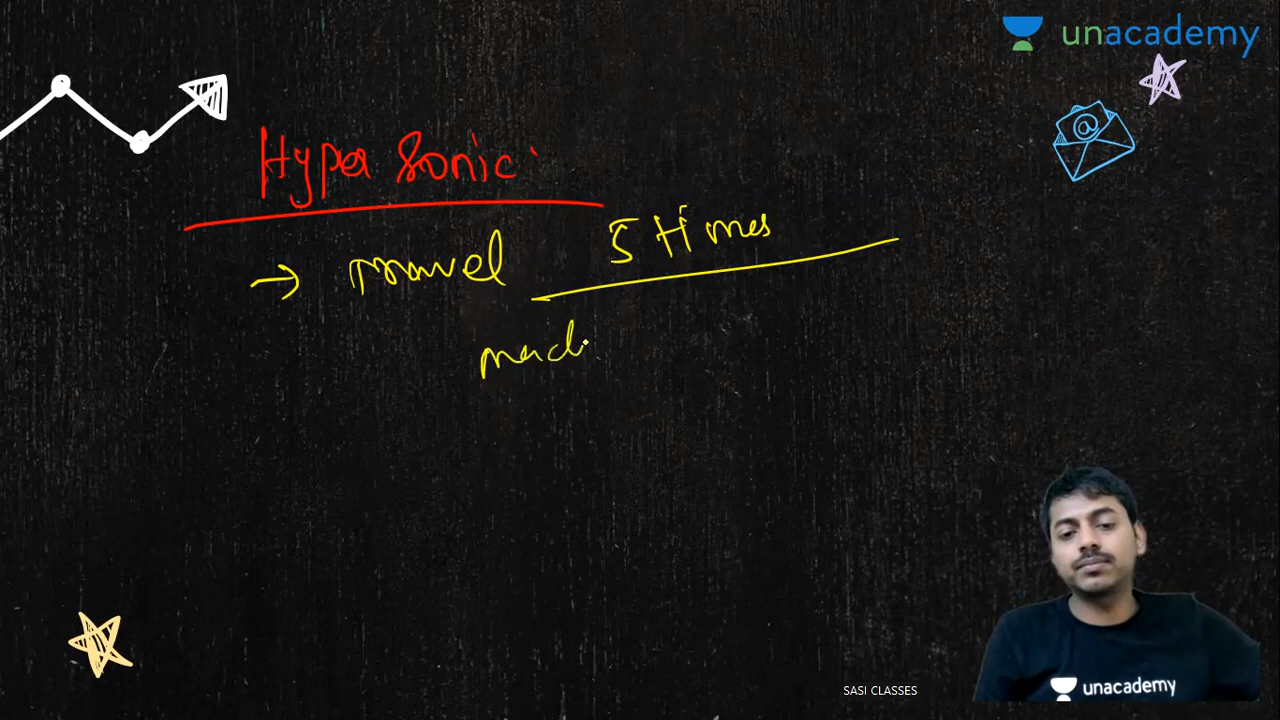 unacademy
Hyper Sonic
→ travel 5 times
mach
@
unacademy
SASI CLASSES